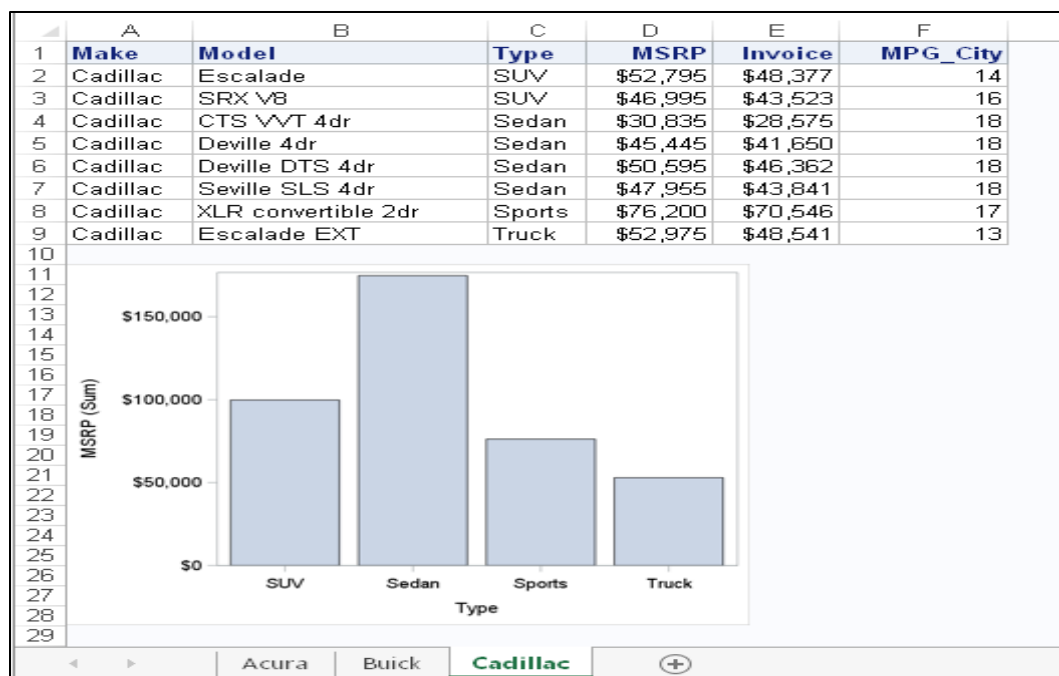 A B C D E F
1 Make Model Type MSRP Invoice MPG_City
2 Cadillac Escalade SUV $52,795 $48,377 14
3 Cadillac SRX V8 SUV $46,995 $43,523 16
4 Cadillac CTS VVT 4dr Sedan $30,835 $28,575 18
5 Cadillac Deville 4dr Sedan $45,445 $41,650 18
6 Cadillac Deville DTS 4dr Sedan $50,595 $46,362 18
7 Cadillac Seville SLS 4dr Sedan $47,955 $43,841 18
8 Cadillac XLR convertible 2dr Sports $76,200 $70,546 17
9 Cadillac Escalade EXT Truck $52,975 $48,541 13
10
11
12
13
14
15
16
17
18
19
20
21
22
23
24
25
26
27
28
29
$150,000
$100,000
$50,000
$0
MSRP (Sum)
SUV Sedan Sports Truck
Type
Acura Buick Cadillac